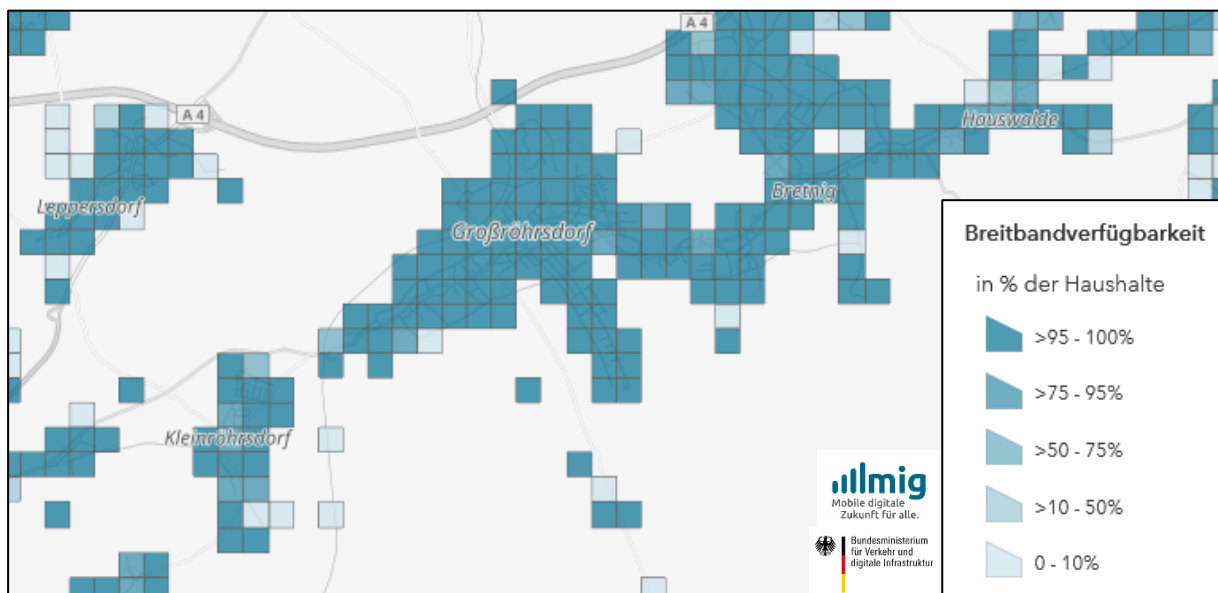 A 4
A 4
Hauswalde
Bretnig
Leppersdorf
Großröhrsdorf
Kleinröhrsdorf
Breitbandverfügbarkeit
in % der Haushalte
>95 - 100%
>75 - 95%
>50 - 75%
>10 - 50%
0 - 10%
mig
Mobile digitale
Zukunft für alle.
Bundesministerium
für Verkehr und
digitale Infrastruktur